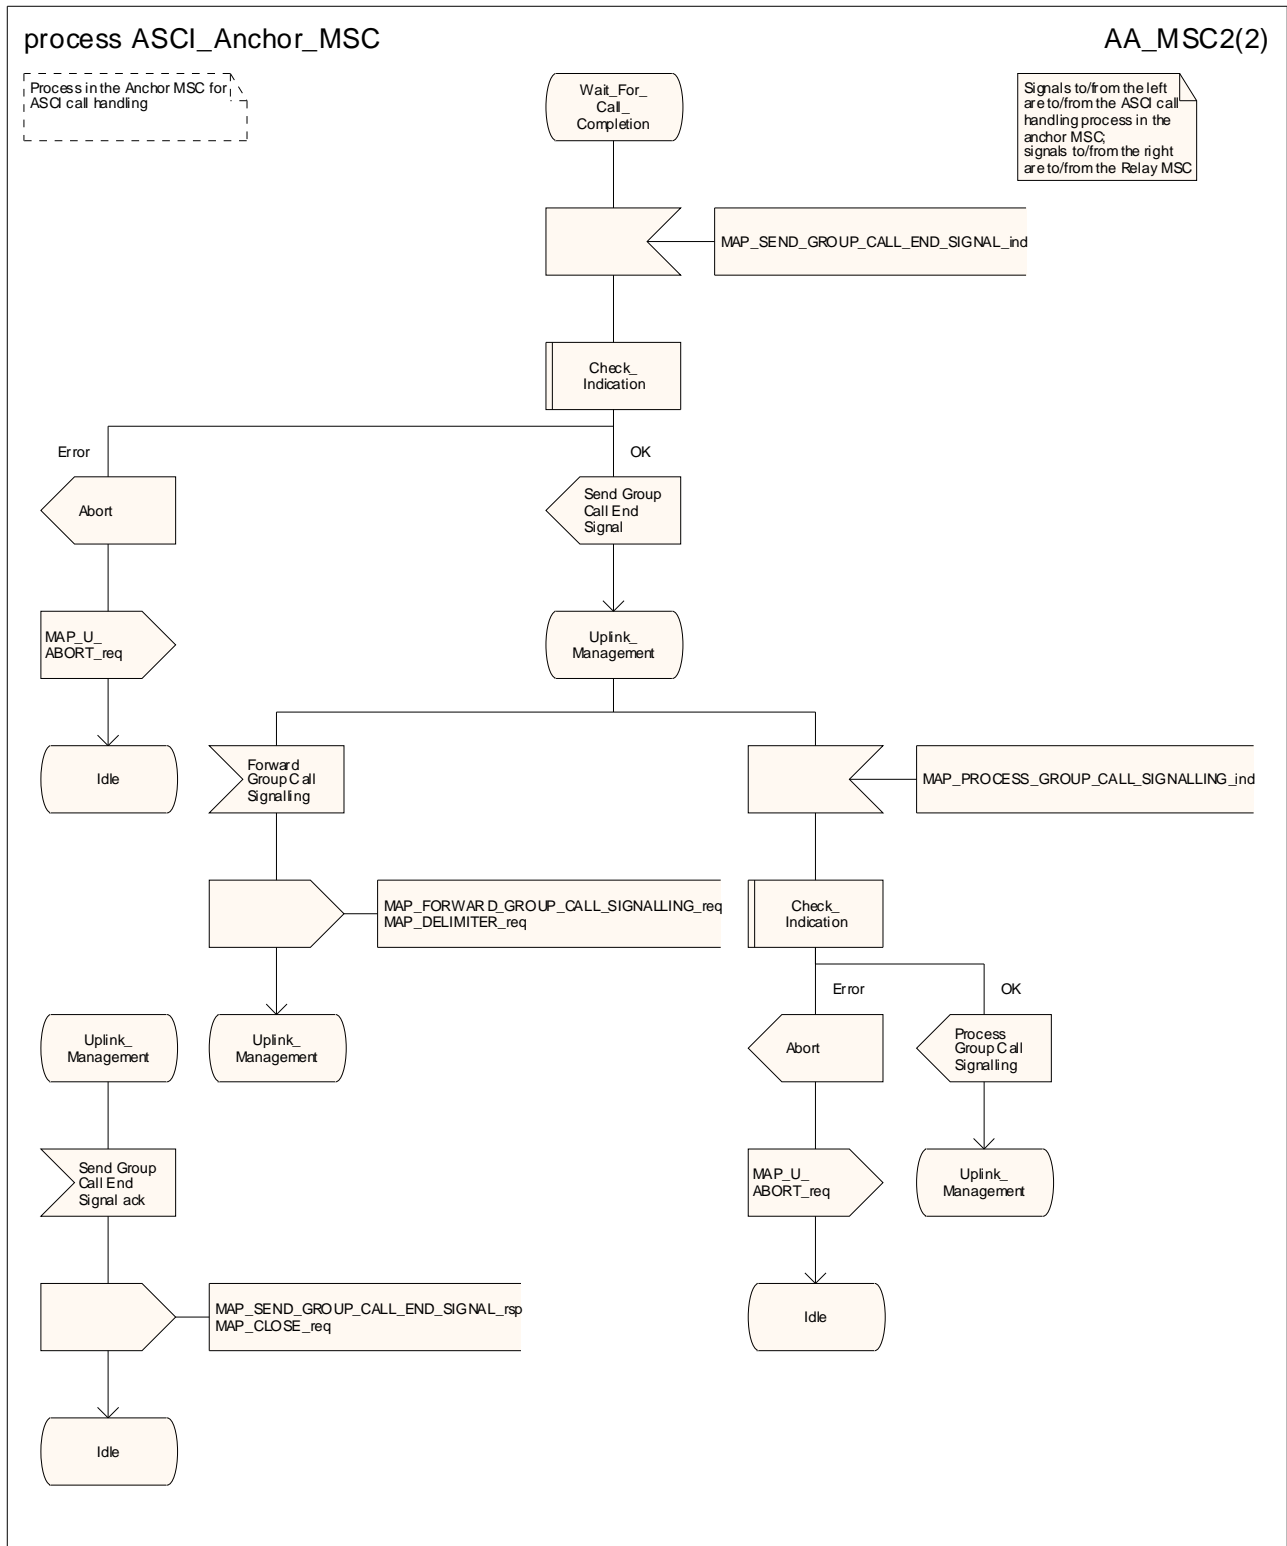 process ASCI_Anchor_MSC
AA_MSC2(2)
Process in the Anchor MSC for
ASCI call handling
Wait_For_
Call_
Completion
Signals to/from the left
are to/from the ASCI call
handling process in the
anchor MSC;
signals to/from the right
are to/from the Relay MSC
MAP_SEND_GROUP_CALL_END_SIGNAL_ind
Check_
Indication
Error
OK
Abort
Send Group
Call End
Signal
MAP_U_
ABORT_req
Uplink_
Management
Idle
Forward
Group Call
Signalling
MAP_PROCESS_GROUP_CALL_SIGNALLING_ind
MAP_FORWARD_GROUP_CALL_SIGNALLING_req
MAP_DELIMITER_req
Check_
Indication
Error
OK
Uplink_
Management
Uplink_
Management
Abort
Process
Group Call
Signalling
Send Group
Call End
Signal ack
MAP_U_
ABORT_req
Uplink_
Management
MAP_SEND_GROUP_CALL_END_SIGNAL_rsp
MAP_CLOSE_req
Idle
Idle